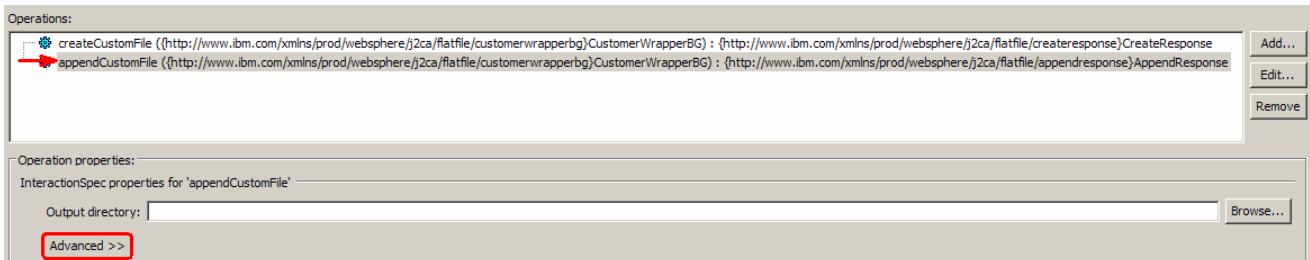 Operations:
createCustomFile ({http://www.ibm.com/xmlns/prod/websphere/j2ca/flatfile/customerwrapperbg}CustomerWrapperBG) : {http://www.ibm.com/xmlns/prod/websphere/j2ca/flatfile/createresponse}CreateResponse
Add...
appendCustomFile ({http://www.ibm.com/xmlns/prod/websphere/j2ca/flatfile/customerwrapperbg}CustomerWrapperBG) : {http://www.ibm.com/xmlns/prod/websphere/j2ca/flatfile/appendresponse}AppendResponse
Edit...
Remove
Operation properties:
InteractionSpec properties for 'appendCustomFile'
Output directory:
Browse...
Advanced >>